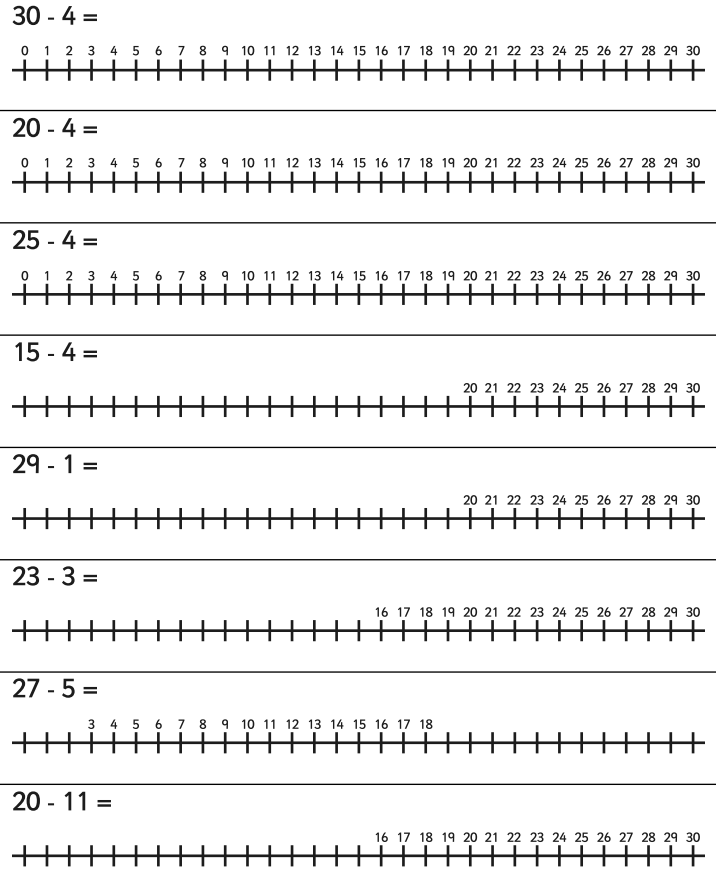 30 - 4 =
0 1 2 3 4 5 6 7 8 9 10 11 12 13 14 15 16 17 18 19 20 21 22 23 24 25 26 27 28 29 30
20 - 4 =
0 1 2 3 4 5 6 7 8 9 10 11 12 13 14 15 16 17 18 19 20 21 22 23 24 25 26 27 28 29 30
25 - 4 =
0 1 2 3 4 5 6 7 8 9 10 11 12 13 14 15 16 17 18 19 20 21 22 23 24 25 26 27 28 29 30
15 - 4 =
20 21 22 23 24 25 26 27 28 29 30
29 - 1 =
20 21 22 23 24 25 26 27 28 29 30
23 - 3 =
16 17 18 19 20 21 22 23 24 25 26 27 28 29 30
27 - 5 =
3 4 5 6 7 8 9 10 11 12 13 14 15 16 17 18
20 - 11 =
16 17 18 19 20 21 22 23 24 25 26 27 28 29 30